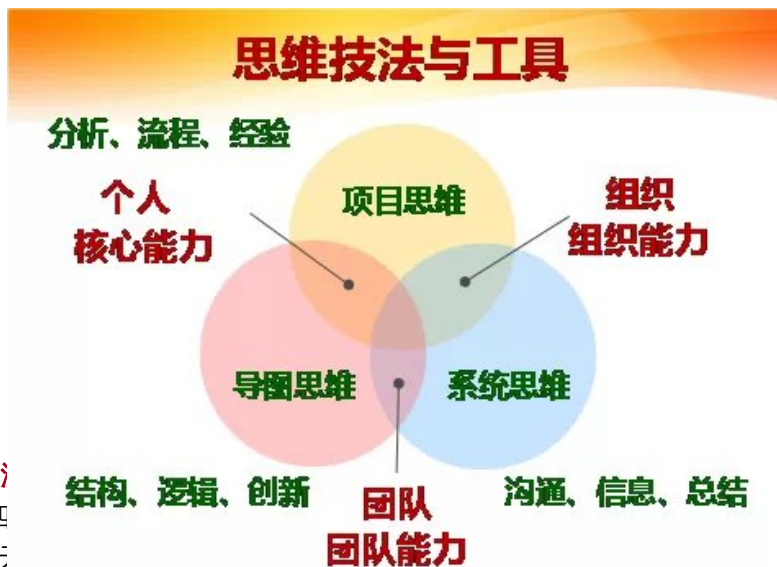 思维技法与工具
分析、流程、经验
个人
核心能力
项目思维
组织
组织能力
导图思维
系统思维
结构、逻辑、创新
团队
团队能力
沟通、信息、总结